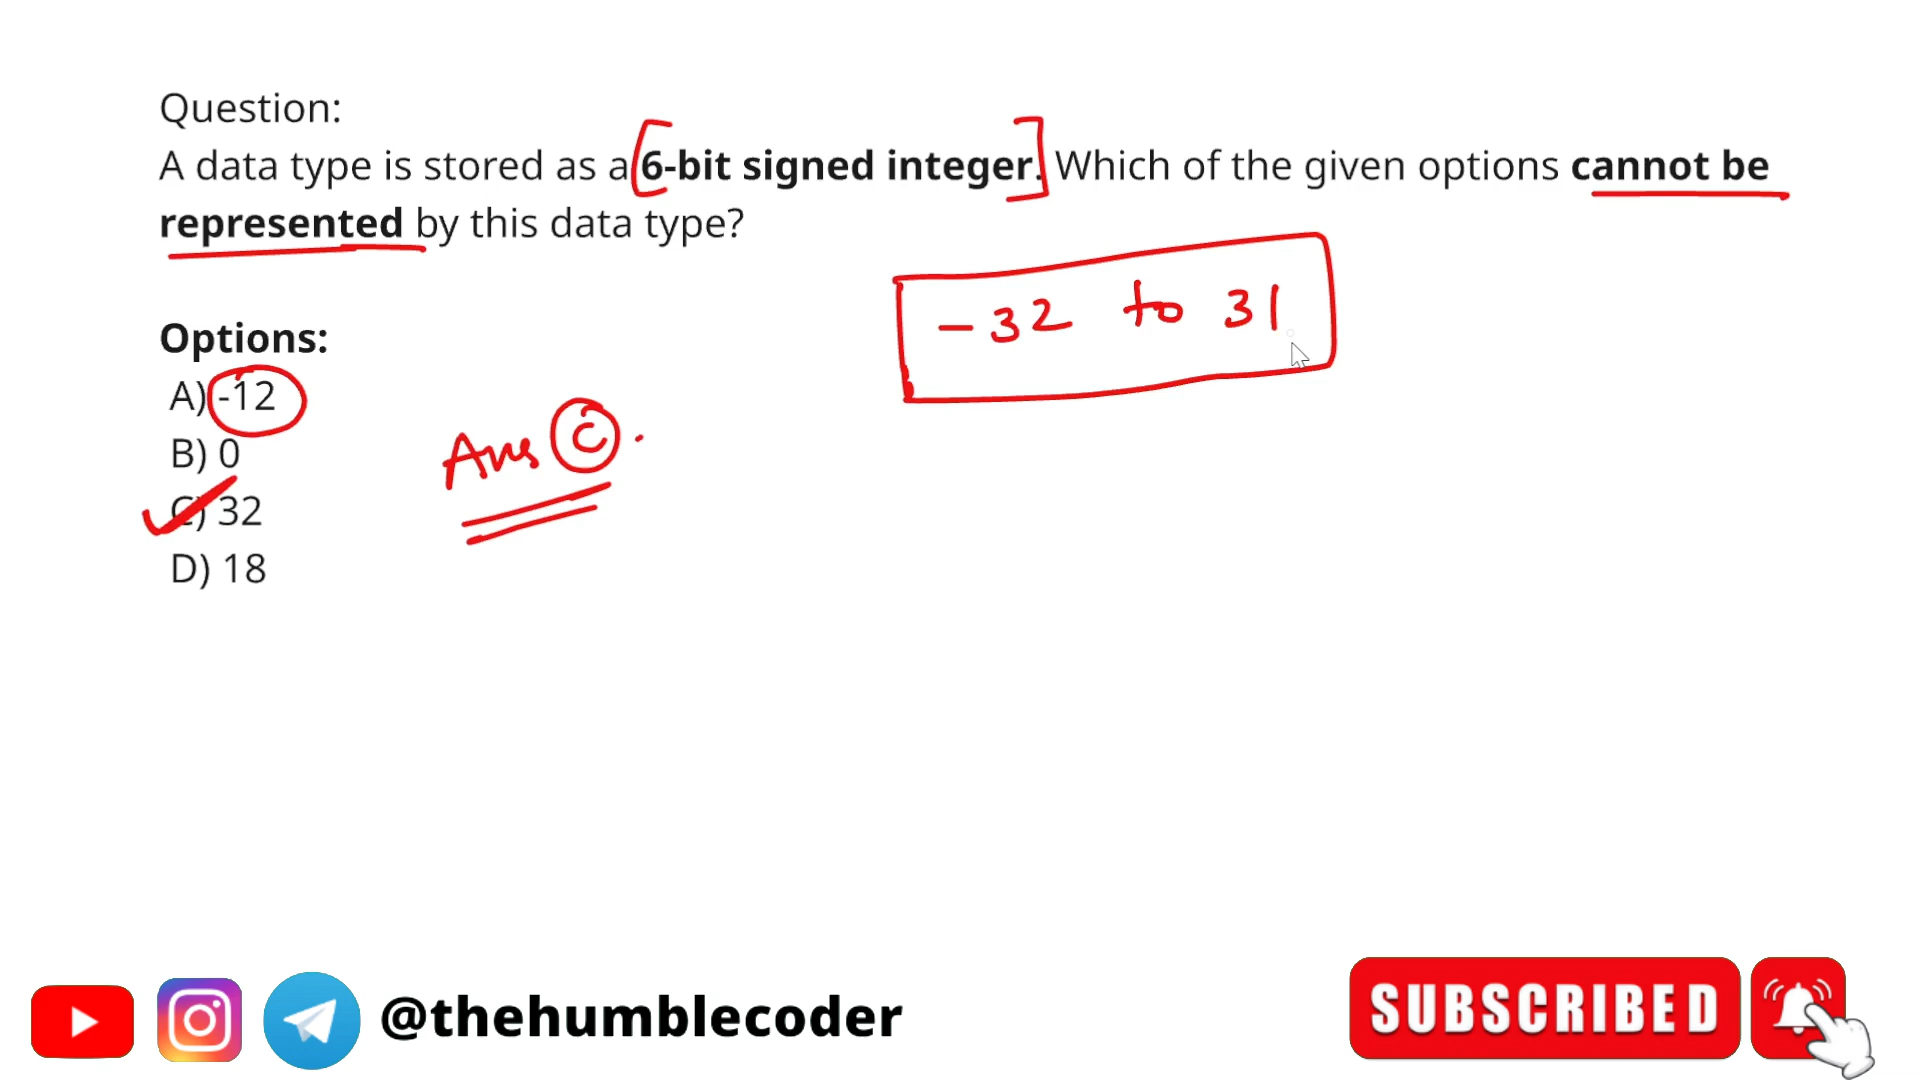 Question:
A data type is stored as a 6-bit signed integer. Which of the given options cannot be
represented by this data type?
-32 to 31
Options:
A) -12
B) 0
C) 32
D) 18
Ans C.
@thehumblecoder
SUBSCRIBED